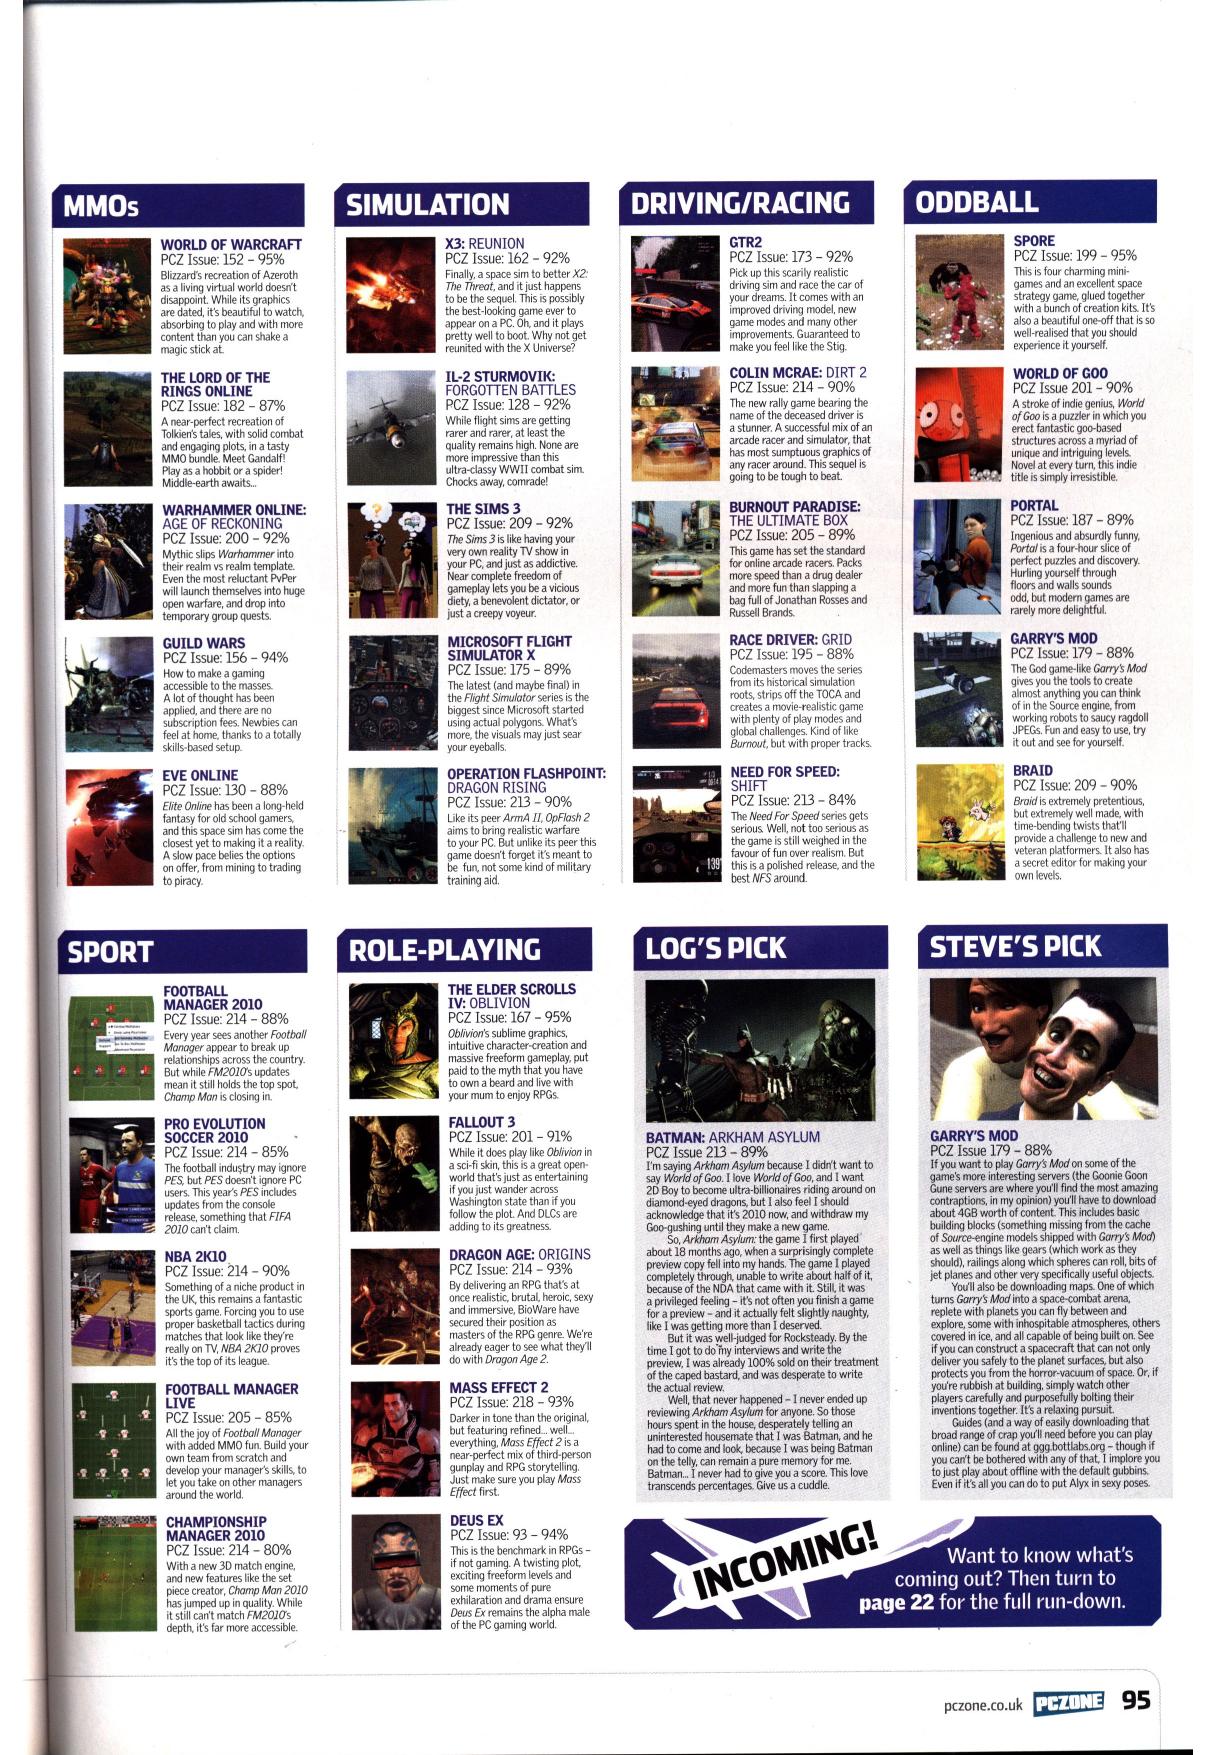 MMOs
WORLD OF WARCRAFT
PCZ Issue: 152 – 95%
Blizzard's recreation of Azeroth
as a living virtual world doesn't
disappoint. While its graphics
are dated, it's beautiful to watch,
absorbing to play and with more
content than you can shake a
magic stick at.
THE LORD OF THE
RINGS ONLINE
PCZ Issue: 182 – 87%
A near-perfect recreation of
Tolkien's tales, with solid combat
and engaging plots, in a tasty
MMO bundle. Meet Gandalf!
Play as a hobbit or a spider!
Middle-earth awaits...
WARHAMMER ONLINE:
AGE OF RECKONING
PCZ Issue: 200 – 92%
Mythic slips Warhammer into
their realm vs realm template.
Even the most reluctant PvPer
will launch themselves into huge
open warfare, and drop into
temporary group quests.
GUILD WARS
PCZ Issue: 156 – 94%
How to make a gaming
accessible to the masses.
A lot of thought has been
applied, and there are no
subscription fees. Newbies can
feel at home, thanks to a totally
skills-based setup.
EVE ONLINE
PCZ Issue: 130 – 88%
Elite Online has been a long-held
fantasy for old school gamers,
and this space sim has come the
closest yet to making it a reality.
A slow pace belies the options
on offer, from mining to trading
to piracy.
SIMULATION
X3: REUNION
PCZ Issue: 162 – 92%
Finally, a space sim to better X2:
The Threat, and it just happens
to be the sequel. This is possibly
the best-looking game ever to
appear on a PC. Oh, and it plays
pretty well to boot. Why not get
reunited with the X Universe?
IL-2 STURMOVIK:
FORGOTTEN BATTLES
PCZ Issue: 128 – 92%
While flight sims are getting
rarer and rarer, at least the
quality remains high. None are
more impressive than this
ultra-classy WWII combat sim.
Chocks away, comrade!
THE SIMS 3
PCZ Issue: 209 – 92%
The Sims 3 is like having your
very own reality TV show in
your PC, and just as addictive.
Near complete freedom of
gameplay lets you be a vicious
diety, a benevolent dictator, or
just a creepy voyeur.
MICROSOFT FLIGHT
SIMULATOR X
PCZ Issue: 175 – 89%
The latest (and maybe final) in
the Flight Simulator series is the
biggest since Microsoft started
using actual polygons. What's
more, the visuals may just sear
your eyeballs.
OPERATION FLASHPOINT:
DRAGON RISING
PCZ Issue: 213 – 90%
Like its peer ArmA II, OpFlash 2
aims to bring realistic warfare
to your PC. But unlike its peer this
game doesn't forget it's meant to
be fun, not some kind of military
training aid.
DRIVING/RACING
GTR2
PCZ Issue: 173 – 92%
Pick up this scarily realistic
driving sim and race the car of
your dreams. It comes with an
improved driving model, new
game modes and many other
improvements. Guaranteed to
make you feel like the Stig.
COLIN MCRAE: DIRT 2
PCZ Issue: 214 – 90%
The new rally game bearing the
name of the deceased driver is
a stunner. A successful mix of an
arcade racer and simulator, that
has most sumptuous graphics of
any racer around. This sequel is
going to be tough to beat.
BURNOUT PARADISE:
THE ULTIMATE BOX
PCZ Issue: 205 – 89%
This game has set the standard
for online arcade racers. Packs
more speed than a drug dealer
and more fun than slapping a
bag full of Jonathan Rosses and
Russell Brands.
RACE DRIVER: GRID
PCZ Issue: 195 – 88%
Codemasters moves the series
from its historical simulation
roots, strips off the TOCA and
creates a movie-realistic game
with plenty of play modes and
global challenges. Kind of like
Burnout, but with proper tracks.
NEED FOR SPEED:
SHIFT
PCZ Issue: 213 – 84%
The Need For Speed series gets
serious. Well, not too serious as
the game is still weighed in the
favour of fun over realism. But
this is a polished release, and the
best NFS around.
ODDBALL
SPORE
PCZ Issue: 199 – 95%
This is four charming mini-
games and an excellent space
strategy game, glued together
with a bunch of creation kits. It's
also a beautiful one-off that is so
well-realised that you should
experience it yourself.
WORLD OF GOO
PCZ Issue 201 – 90%
A stroke of indie genius, World
of Goo is a puzzler in which you
erect fantastic goo-based
structures across a myriad of
unique and intriguing levels.
Novel at every turn, this indie
title is simply irresistible.
PORTAL
PCZ Issue: 187 – 89%
Ingenious and absurdly funny,
Portal is a four-hour slice of
perfect puzzles and discovery.
Hurling yourself through
floors and walls sounds
odd, but modern games are
rarely more delightful.
GARRY'S MOD
PCZ Issue: 179 – 88%
The God game-like Garry's Mod
gives you the tools to create
almost anything you can think
of in the Source engine, from
working robots to saucy ragdoll
JPEGs. Fun and easy to use, try
it out and see for yourself.
BRAID
PCZ Issue: 209 – 90%
Braid is extremely pretentious,
but extremely well made, with
time-bending twists that'll
provide a challenge to new and
veteran platformers. It also has
a secret editor for making your
own levels.
SPORT
FOOTBALL
MANAGER 2010
PCZ Issue: 214 – 88%
Every year sees another Football
Manager appear to break up
relationships across the country.
But while FM2010's updates
mean it still holds the top spot,
Champ Man is closing in.
PRO EVOLUTION
SOCCER 2010
PCZ Issue: 214 – 85%
The football industry may ignore
PES, but PES doesn't ignore PC
users. This year's PES includes
updates from the console
release, something that FIFA
2010 can't claim.
NBA 2K10
PCZ Issue: 214 – 90%
Something of a niche product in
the UK, this remains a fantastic
sports game. Forcing you to use
proper basketball tactics during
matches that look like they're
really on TV, NBA 2K10 proves
it's the top of its league.
FOOTBALL MANAGER
LIVE
PCZ Issue: 205 – 85%
All the joy of Football Manager
with added MMO fun. Build your
own team from scratch and
develop your manager's skills, to
let you take on other managers
around the world.
CHAMPIONSHIP
MANAGER 2010
PCZ Issue: 214 – 80%
With a new 3D match engine,
and new features like the set
piece creator, Champ Man 2010
has jumped up in quality. While
it still can't match FM2010's
depth, it's far more accessible.
ROLE-PLAYING
THE ELDER SCROLLS
IV: OBLIVION
PCZ Issue: 167 – 95%
Oblivion's sublime graphics,
intuitive character-creation and
massive freeform gameplay, put
paid to the myth that you have
to own a beard and live with
your mum to enjoy RPGs.
FALLOUT 3
PCZ Issue: 201 – 91%
While it does play like Oblivion in
a sci-fi skin, this is a great open-
world that's just as entertaining
if you just wander across
Washington state than if you
follow the plot. And DLCs are
adding to its greatness.
DRAGON AGE: ORIGINS
PCZ Issue: 214 – 93%
By delivering an RPG that's at
once realistic, brutal, heroic, sexy
and immersive, BioWare have
secured their position as
masters of the RPG genre. We're
already eager to see what they'll
do with Dragon Age 2.
MASS EFFECT 2
PCZ Issue: 218 – 93%
Darker in tone than the original,
but featuring refined... well...
everything, Mass Effect 2 is a
near-perfect mix of third-person
gunplay and RPG storytelling.
Just make sure you play Mass
Effect first.
DEUS EX
PCZ Issue: 93 – 94%
This is the benchmark in RPGs –
if not gaming. A twisting plot,
exciting freeform levels and
some moments of pure
exhilaration and drama ensure
Deus Ex remains the alpha male
of the PC gaming world.
LOG'S PICK
BATMAN: ARKHAM ASYLUM
PCZ Issue 213 – 89%
I'm saying Arkham Asylum because I didn't want to
say World of Goo. I love World of Goo, and I want
2D Boy to become ultra-billionaires riding around on
diamond-eyed dragons, but I also feel I should
acknowledge that it's 2010 now, and withdraw my
Goo-gushing until they make a new game.
So, Arkham Asylum: the game I first played
about 18 months ago, when a surprisingly complete
preview copy fell into my hands. The game I played
completely through, unable to write about half of it,
because of the NDA that came with it. Still, it was
a privileged feeling – it's not often you finish a game
for a preview – and it actually felt slightly naughty,
like I was getting more than I deserved.
But it was well-judged for Rocksteady. By the
time I got to do my interviews and write the
preview, I was already 100% sold on their treatment
of the caped bastard, and was desperate to write
the actual review.
Well, that never happened – I never ended up
reviewing Arkham Asylum for anyone. So those
hours spent in the house, desperately telling an
uninterested housemate that I was Batman, and he
had to come and look, because I was being Batman
on the telly, can remain a pure memory for me.
Batman... I never had to give you a score. This love
transcends percentages. Give us a cuddle.
STEVE'S PICK
GARRY'S MOD
PCZ Issue 179 – 88%
If you want to play Garry's Mod on some of the
game's more interesting servers (the Goonie Goon
Gune servers are where you'll find the most amazing
contraptions, in my opinion) you'll have to download
about 4GB worth of content. This includes basic
building blocks (something missing from the cache
of Source-engine models shipped with Garry's Mod)
as well as things like gears (which work as they
should), railings along which spheres can roll, bits of
jet planes and other very specifically useful objects.
You'll also be downloading maps. One of which
turns Garry's Mod into a space-combat arena,
replete with planets you can fly between and
explore, some with inhospitable atmospheres, others
covered in ice, and all capable of being built on. See
if you can construct a spacecraft that can not only
deliver you safely to the planet surfaces, but also
protects you from the horror-vacuum of space. Or, if
you're rubbish at building, simply watch other
players carefully and purposefully bolting their
inventions together. It's a relaxing pursuit.
Guides (and a way of easily downloading that
broad range of crap you'll need before you can play
online) can be found at ggg.bottlabs.org – though if
you can't be bothered with any of that, I implore you
to just play about offline with the default gubbins.
Even if it's all you can do to put Alyx in sexy poses.
INCOMING!
Want to know what's
coming out? Then turn to
page 22 for the full run-down.
pczone.co.uk PCZONE 95